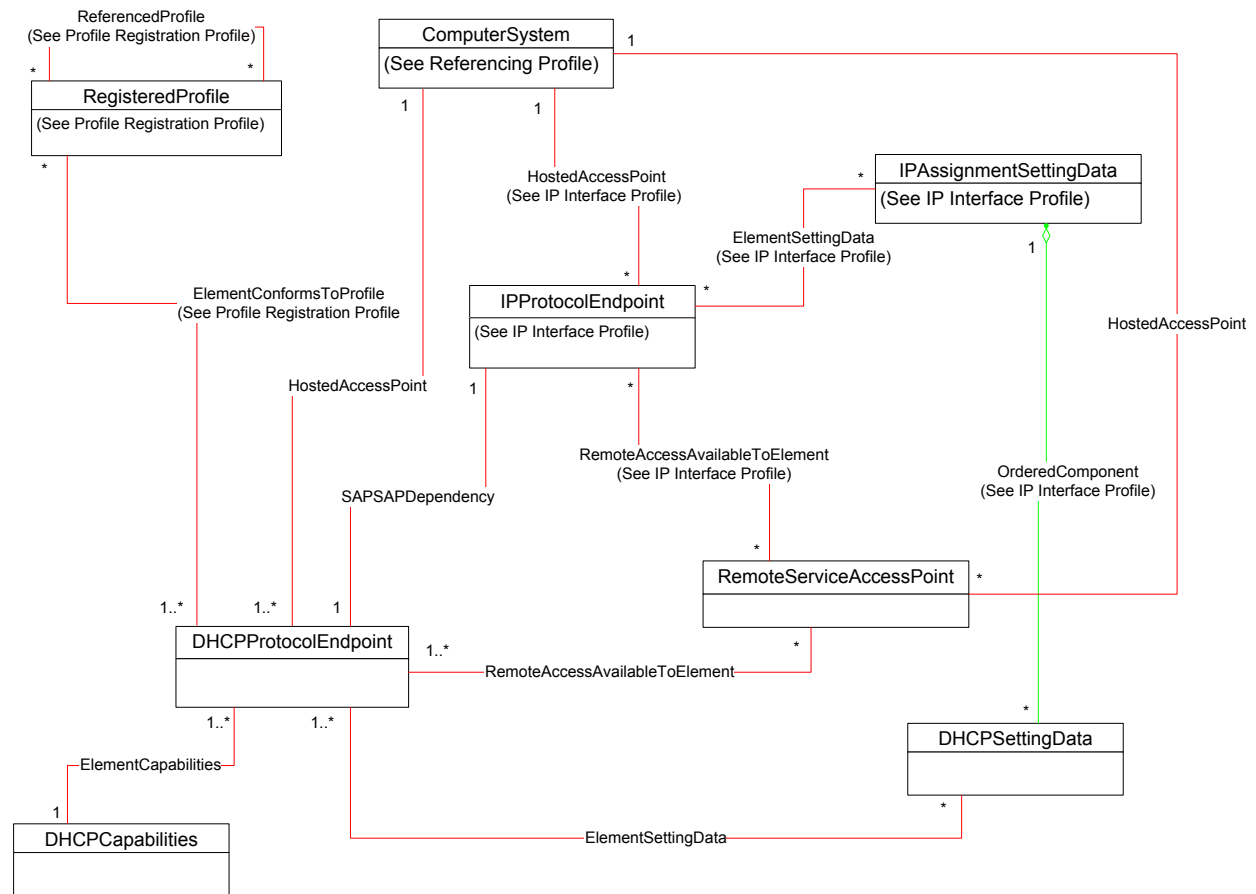 ReferencedProfile
(See Profile Registration Profile)
*
*
RegisteredProfile
(See Profile Registration Profile)
*
ComputerSystem
(See Referencing Profile)
1
1
1
HostedAccessPoint
(See IP Interface Profile)
*
IPAssignmentSettingData
(See IP Interface Profile)
*
1
ElementSettingData
(See IP Interface Profile)
*
ElementConformsToProfile
(See Profile Registration Profile
IPProtocolEndpoint
(See IP Interface Profile)
1
*
HostedAccessPoint
HostedAccessPoint
RemoteAccessAvailableToElement
(See IP Interface Profile)
OrderedComponent
(See IP Interface Profile)
SAPSAPDependency
*
RemoteServiceAccessPoint
*
*
1..*
1..*
1
DHCPProtocolEndpoint
1..*
RemoteAccessAvailableToElement
1..*
1..*
*
DHCPSettingData
*
ElementCapabilities
1
DHCPCapabilities
ElementSettingData